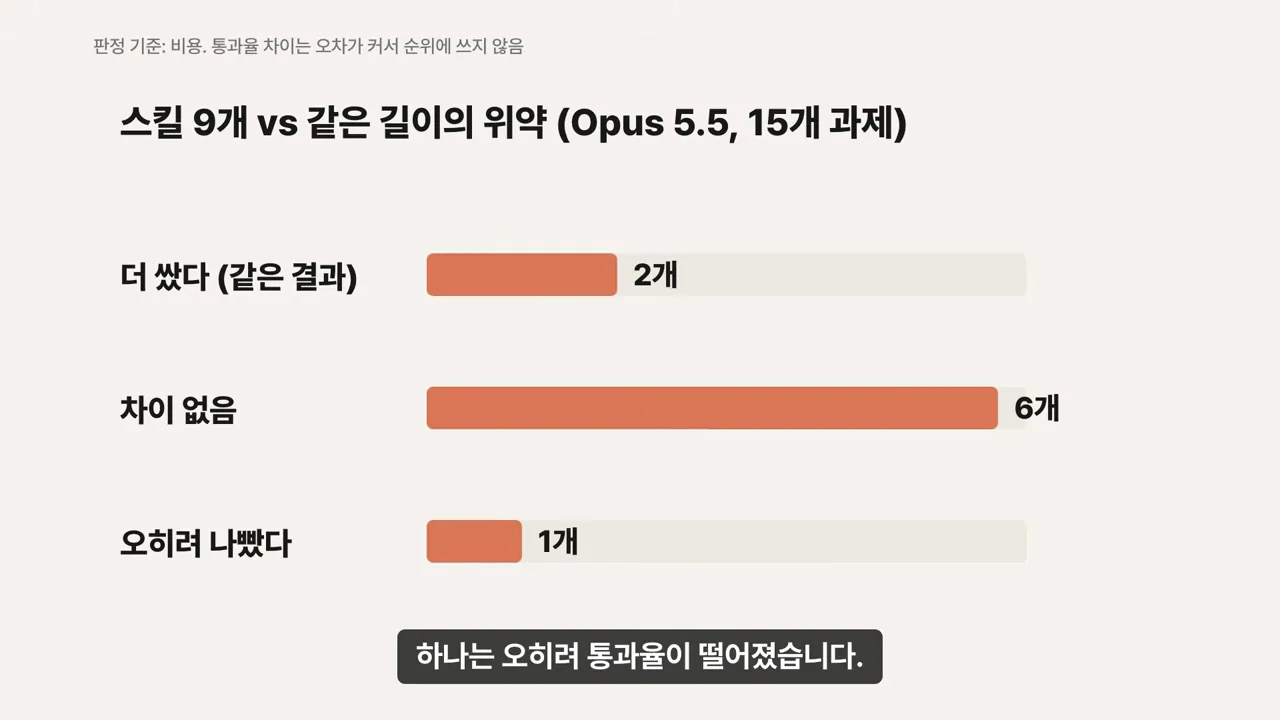 판정 기준: 비용. 통과율 차이는 오차가 커서 순위에 쓰지 않음
스킬 9개 vs 같은 길이의 위약 (Opus 5.5, 15개 과제)
더 쌌다 (같은 결과)
2개
차이 없음
6개
오히려 나빴다
1개
하나는 오히려 통과율이 떨어졌습니다.